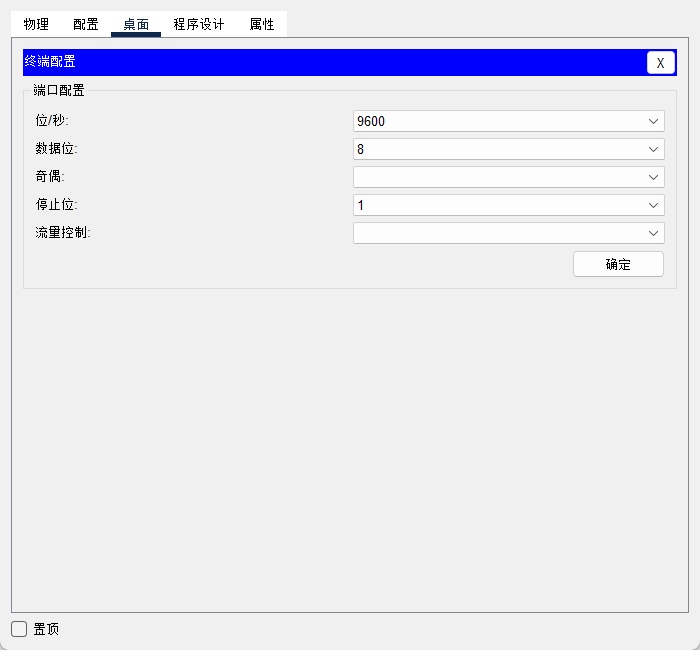 物理 配置 桌面 程序设计 属性
终端配置 X
端口配置
位/秒: 9600
数据位: 8
奇偶:
停止位: 1
流量控制:
确定
置顶